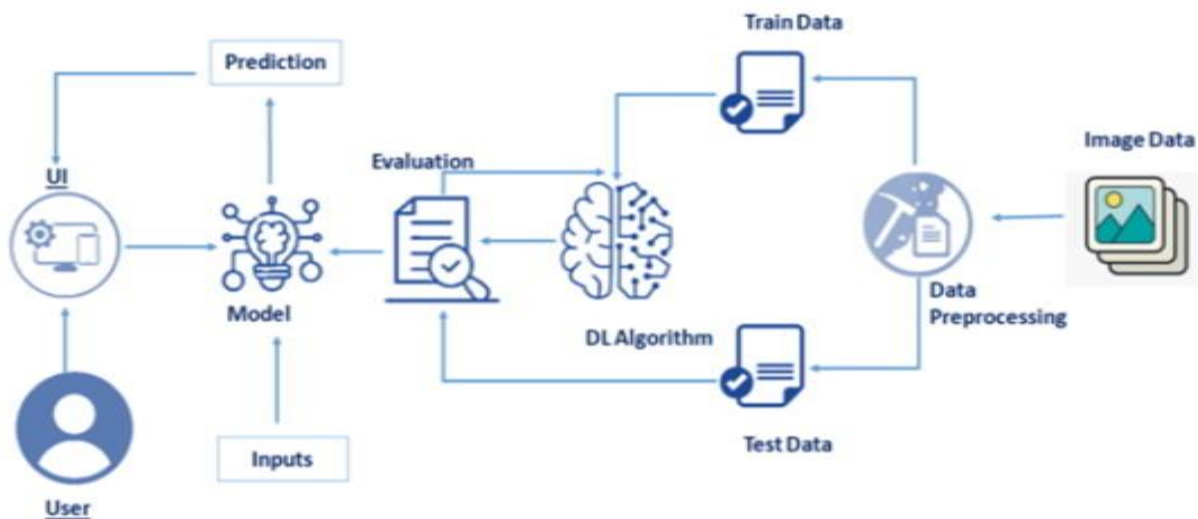 Train Data
Prediction
Image Data
Evaluation
UI
Data
Preprocessing
Model
DL Algorithm
Inputs
Test Data
User